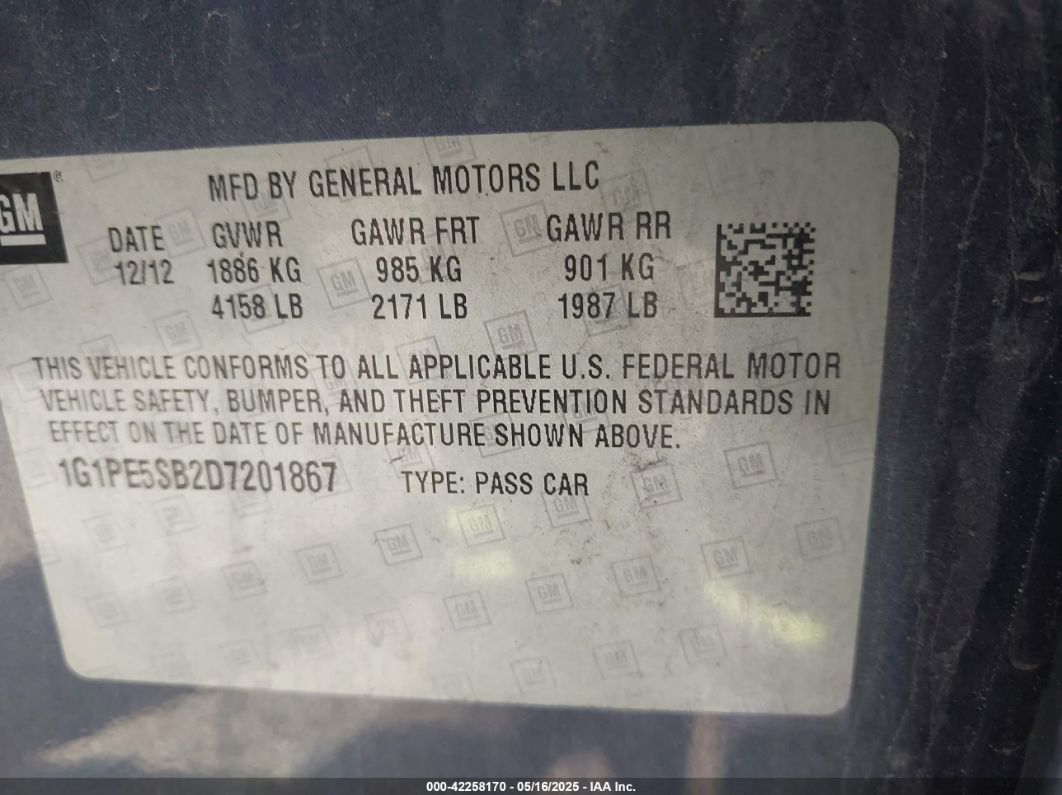 GM ®
MFD BY GENERAL MOTORS LLC
DATE GVWR GAWR FRT GAWR RR
12/12 1886 KG 985 KG 901 KG
4158 LB 2171 LB 1987 LB
THIS VEHICLE CONFORMS TO ALL APPLICABLE U.S. FEDERAL MOTOR
VEHICLE SAFETY, BUMPER, AND THEFT PREVENTION STANDARDS IN
EFFECT ON THE DATE OF MANUFACTURE SHOWN ABOVE.
1G1PE5SB2D7201867 TYPE: PASS CAR
000-42258170 - 05/16/2025 - IAA Inc.